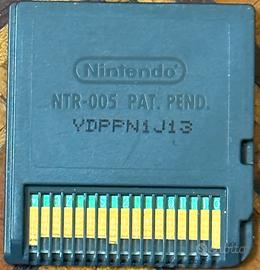 Nintendo
NTR-005 PAT. PEND.
YDPPN1J13